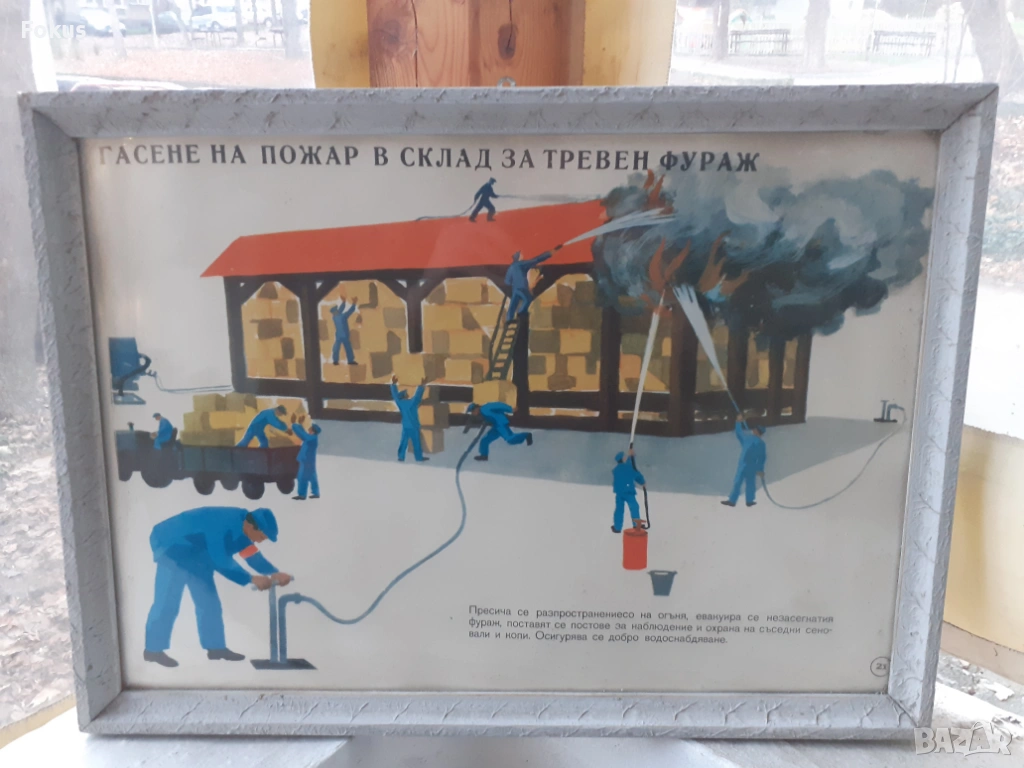 Fokus
ГАСЕНЕ НА ПОЖАР В СКЛАД ЗА ТРЕВЕН ФУРАЖ
Пресича се разпространениесо на огъня, евакуира се незасегнатия
фураж, поставят се постове за наблюдение и охрана на съседни сено-
вали и копи. Осигурява се добро водоснабдяване.
BAZAR